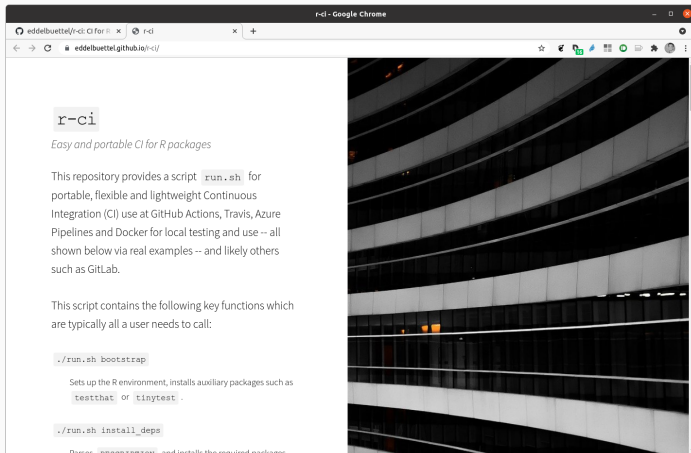 r-ci - Google Chrome
eddelbuettel/r-ci: CI for R
r-ci
eddelbuettel.github.io/r-ci/
r-ci
Easy and portable CI for R packages
This repository provides a script run.sh for
portable, flexible and lightweight Continuous
Integration (CI) use at GitHub Actions, Travis, Azure
Pipelines and Docker for local testing and use -- all
shown below via real examples -- and likely others
such as GitLab.
This script contains the following key functions which
are typically all a user needs to call:
./run.sh bootstrap
Sets up the R environment, installs auxiliary packages such as
testthat or tinytest .
./run.sh install_deps
Parses DESCRIPTION and installs the required packages